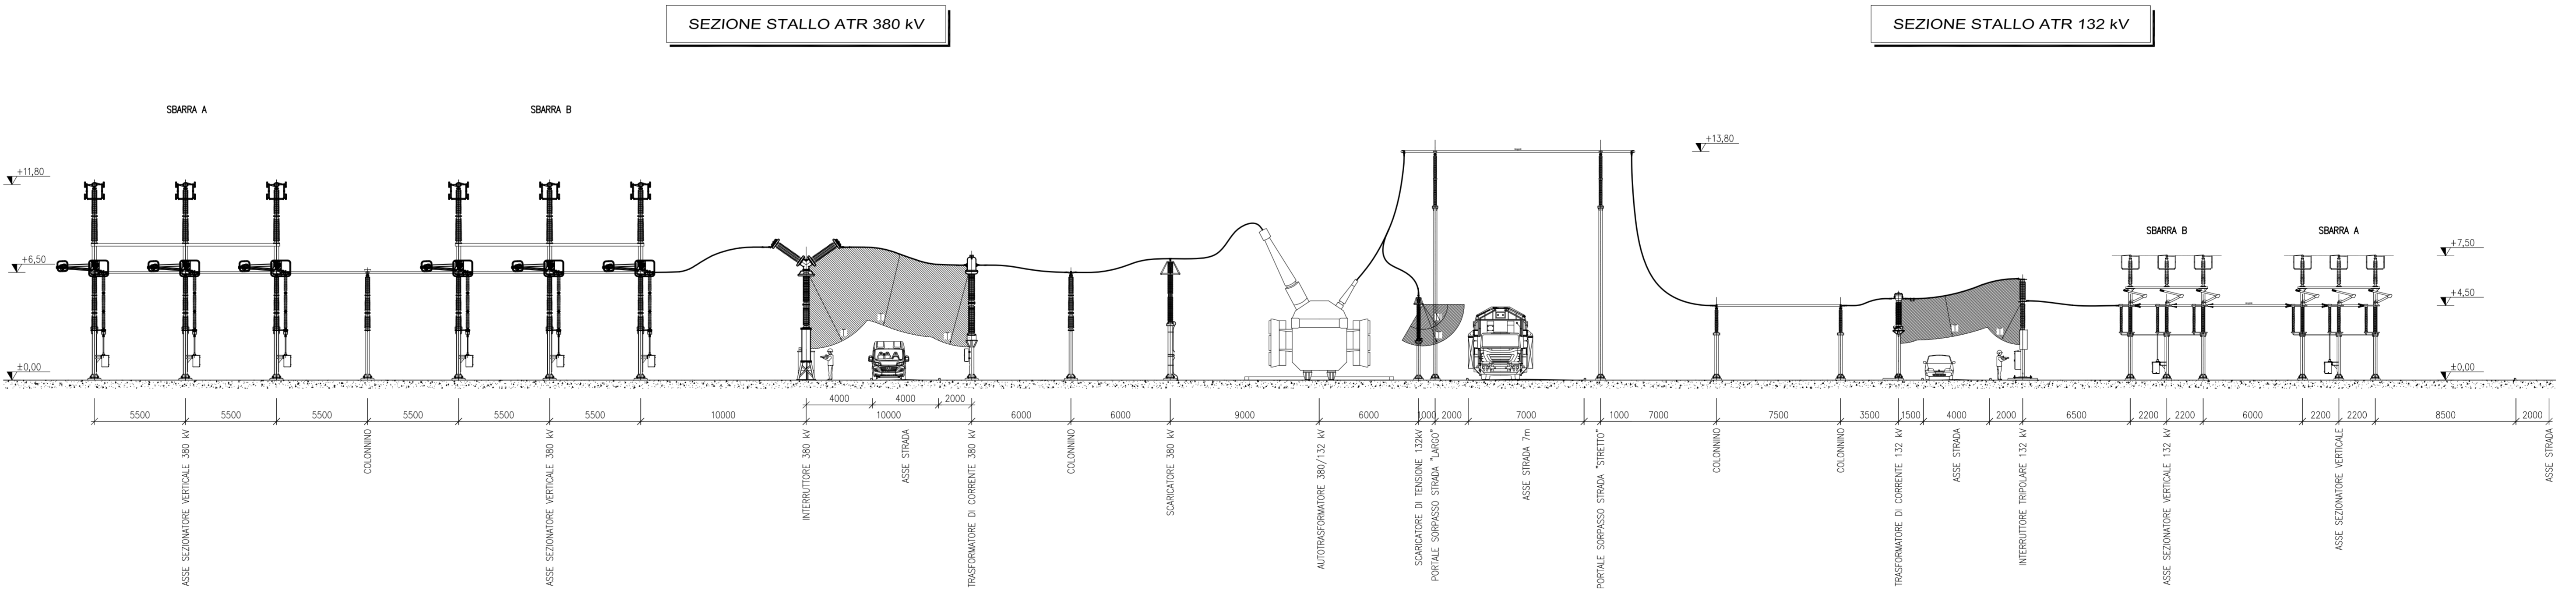 SEZIONE STALLO ATR 380 kV
SEZIONE STALLO ATR 132 kV
SBARRA A
SBARRA B
+13,80
+11,80
SBARRA B
SBARRA A
+7,50
+6,50
+4,50
±0,00
±0,00
4000
4000
2000
5500
5500
5500
5500
5500
5500
10000
10000
6000
6000
9000
6000
1000
2000
7000
1000
7000
7500
3500
1500
4000
2000
6500
2200
2200
6000
2200
2200
8500
2000
ASSE SEZIONATORE VERTICALE 380 kV
COLONNINO
ASSE SEZIONATORE VERTICALE 380 kV
INTERRUTTORE 380 kV
ASSE STRADA
TRASFORMATORE DI CORRENTE 380 kV
COLONNINO
SCARICATORE 380 kV
AUTOTRASFORMATORE 380/132 kV
SCARICATORE DI TENSIONE 132kV
PORTALE SORPASSO STRADA "LARGO"
ASSE STRADA 7m
PORTALE SORPASSO STRADA "STRETTO"
COLONNINO
COLONNINO
TRASFORMATORE DI CORRENTE 132 kV
ASSE STRADA
INTERRUTTORE TRIPOLARE 132 kV
ASSE SEZIONATORE VERTICALE 132 kV
ASSE SEZIONATORE VERTICALE
ASSE STRADA